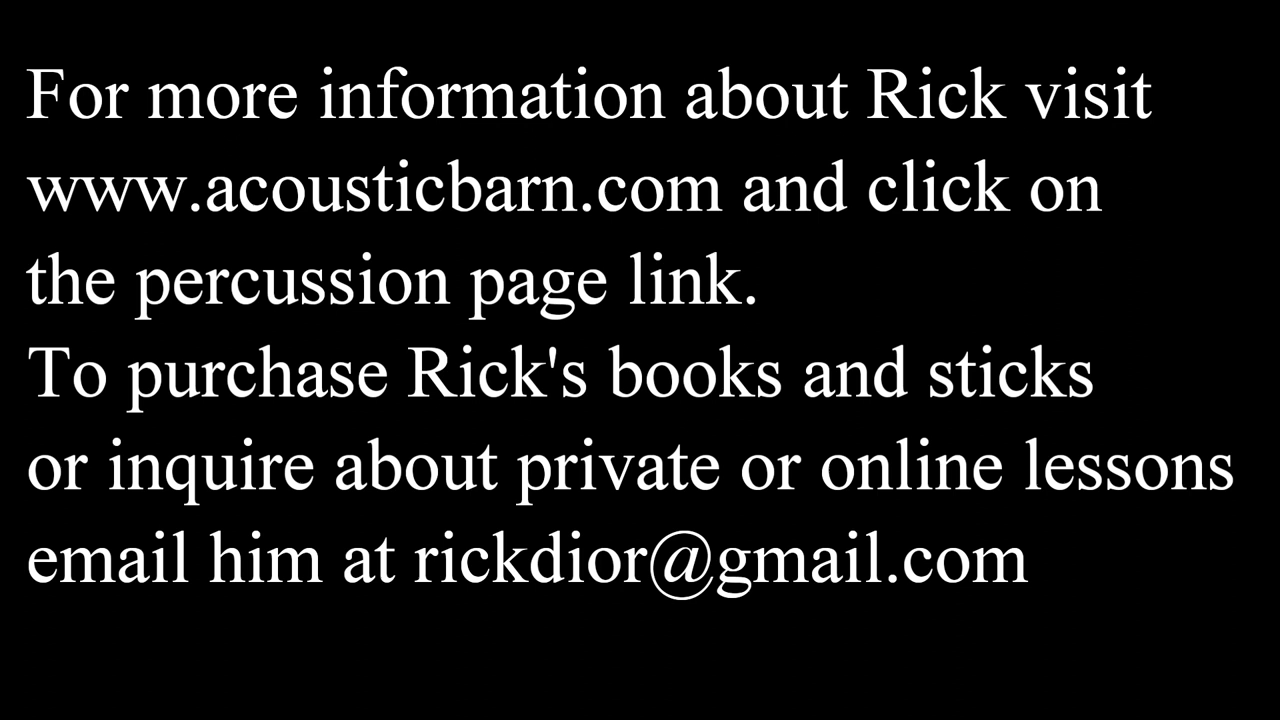 For more information about Rick visit
www.acousticbarn.com and click on
the percussion page link.
To purchase Rick's books and sticks
or inquire about private or online lessons
email him at rickdior@gmail.com